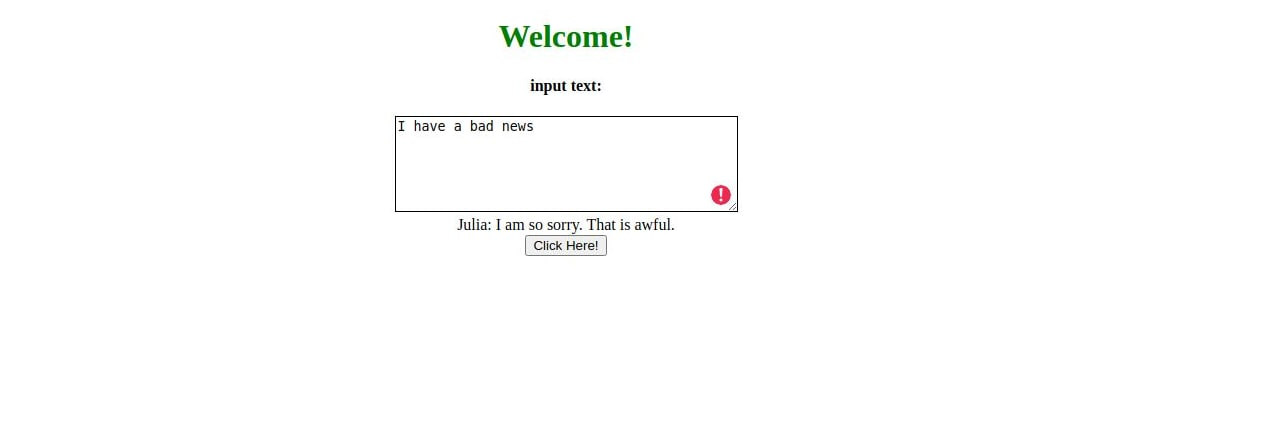 Welcome!
input text:
I have a bad news
Julia: I am so sorry. That is awful.
Click Here!